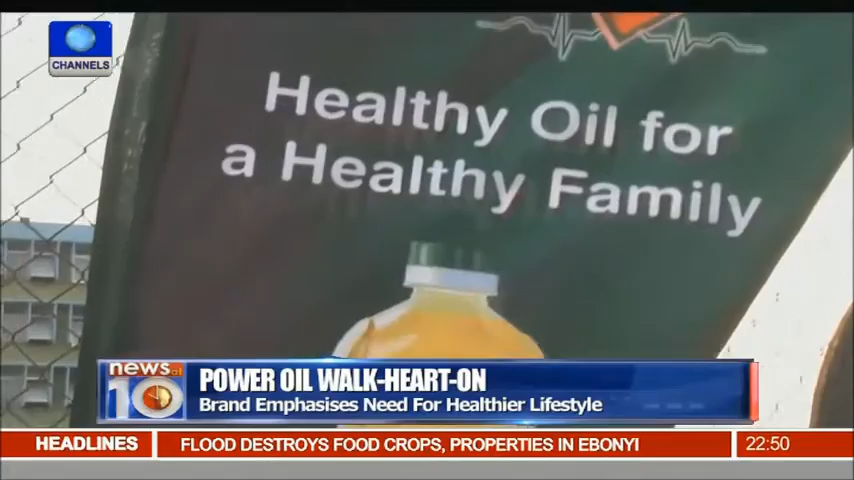 CHANNELS
Healthy Oil for
a Healthy Family
news at
10
POWER OIL WALK-HEART-ON
Brand Emphasises Need For Healthier Lifestyle
HEADLINES
FLOOD DESTROYS FOOD CROPS, PROPERTIES IN EBONYI
22:50